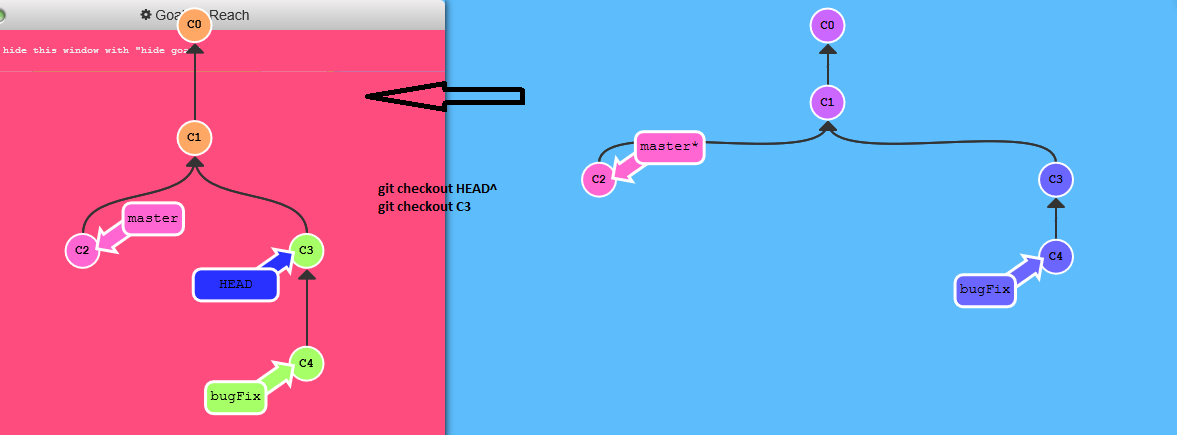 Goal Reach
hide this window with "hide goal
C0
C1
master
C2
C3
HEAD
C4
bugFix
git checkout HEAD^
git checkout C3
C0
C1
master*
C2
C3
C4
bugFix